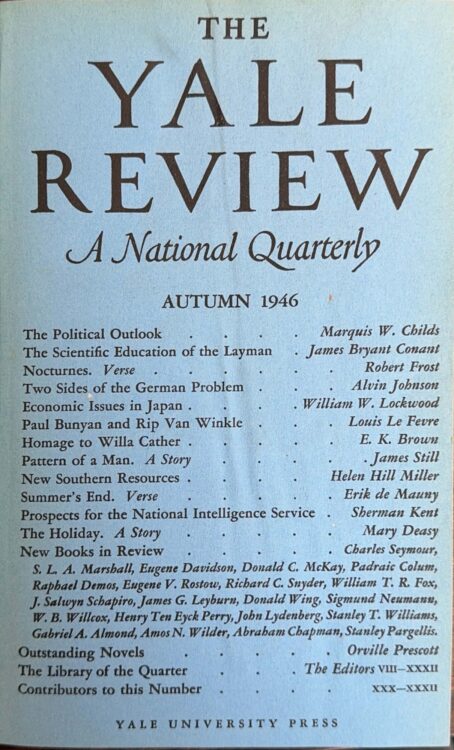 THE
YALE
REVIEW
A National Quarterly
AUTUMN 1946
The Political Outlook . . . . Marquis W. Childs
The Scientific Education of the Layman . James Bryant Conant
Nocturnes. Verse . . . . . Robert Frost
Two Sides of the German Problem . . . Alvin Johnson
Economic Issues in Japan . . . . William W. Lockwood
Paul Bunyan and Rip Van Winkle . . . Louis Le Fevre
Homage to Willa Cather . . . . E. K. Brown
Pattern of a Man. A Story . . . . James Still
New Southern Resources . . . . Helen Hill Miller
Summer's End. Verse . . . . Erik de Mauny
Prospects for the National Intelligence Service . Sherman Kent
The Holiday. A Story . . . . Mary Deasy
New Books in Review . . . . Charles Seymour,
S. L. A. Marshall, Eugene Davidson, Donald C. McKay, Padraic Colum,
Raphael Demos, Eugene V. Rostow, Richard C. Snyder, William T. R. Fox,
J. Salwyn Schapiro, James G. Leyburn, Donald Wing, Sigmund Neumann,
W. B. Willcox, Henry Ten Eyck Perry, John Lydenberg, Stanley T. Williams,
Gabriel A. Almond, Amos N. Wilder, Abraham Chapman, Stanley Pargellis.
Outstanding Novels . . . . Orville Prescott
The Library of the Quarter . . . The Editors VIII–XXXII
Contributors to this Number . . . . XXX–XXXII
YALE UNIVERSITY PRESS